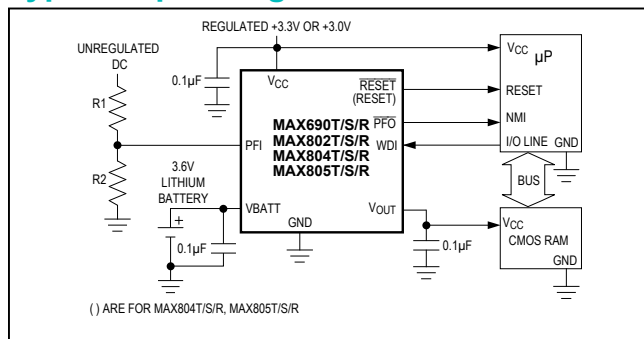 REGULATED +3.3V OR +3.0V
UNREGULATED
DC
R1
R2
0.1µF
VCC
RESET
(RESET)
MAX690T/S/R
MAX802T/S/R
MAX804T/S/R
MAX805T/S/R
PFI
PFO
WDI
VBATT
VOUT
GND
3.6V
LITHIUM
BATTERY
+
0.1µF
0.1µF
VCC
µP
RESET
NMI
I/O LINE
GND
BUS
VCC
CMOS RAM
GND
( ) ARE FOR MAX804T/S/R, MAX805T/S/R